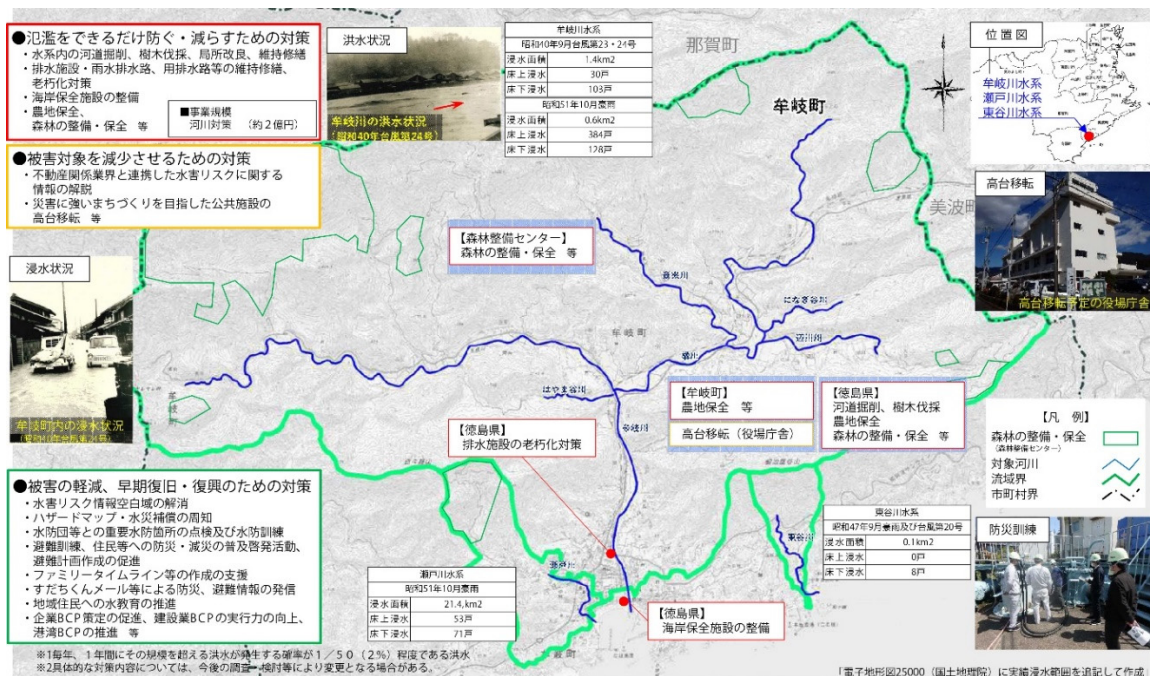 ●氾濫をできるだけ防ぐ・減らすための対策
・水系内の河道掘削、樹木伐採、局所改良、維持修繕
・排水施設・雨水排水路、用排水路等の維持修繕、
老朽化対策
・海岸保全施設の整備
・農地保全、
森林の整備・保全 等
■事業規模
河川対策 （約２億円）
●被害対象を減少させるための対策
・不動産関係業界と連携した水害リスクに関する
情報の解説
・災害に強いまちづくりを目指した公共施設の
高台移転 等
洪水状況
牟岐川の洪水状況
（昭和40年台風第24号）
牟岐川水系
昭和40年9月台風第23・24号
浸水面積 1.4km2
床上浸水 30戸
床下浸水 103戸
昭和51年10月豪雨
浸水面積 0.6km2
床上浸水 384戸
床下浸水 128戸
那賀町
牟岐町
美波町
位置図
牟岐川水系
瀬戸川水系
東谷川水系
高台移転
高台移転予定の役場庁舎
浸水状況
牟岐町内の浸水状況
【森林整備センター】
森林の整備・保全 等
になぎ谷川
辺川川
橘川
牟岐町
はやま谷川
牟岐川
【徳島県】
排水施設の老朽化対策
【牟岐町】
農地保全 等
高台移転（役場庁舎）
【徳島県】
河道掘削、樹木伐採
農地保全
森林の整備・保全 等
【凡 例】
森林の整備・保全
（森林整備センター）
対象河川
流域界
市町村界
●被害の軽減、早期復旧・復興のための対策
・水害リスク情報空白域の解消
・ハザードマップ・水災補償の周知
・水防団等との重要水防箇所の点検及び水防訓練
・避難訓練、住民等への防災・減災の普及啓発活動、
避難計画作成の促進
・ファミリータイムライン等の作成の支援
・すだちくんメール等による防災、避難情報の発信
・地域住民への水教育の推進
・企業BCP策定の促進、建設業BCPの実行力の向上、
港湾BCPの推進 等
瀬戸川水系
昭和51年10月豪雨
浸水面積 21.4,km2
床上浸水 53戸
床下浸水 71戸
瀬戸川
東谷川
東谷川水系
昭和47年9月豪雨及び台風第20号
浸水面積 0.1km2
床上浸水 0戸
床下浸水 8戸
防災訓練
【徳島県】
海岸保全施設の整備
※1毎年、１年間にその規模を超える洪水が発生する確率が１／５０（２%）程度である洪水
※2具体的な対策内容については、今後の調査・検討等により変更となる場合がある。
「電子地形図25000（国土地理院）に実績浸水範囲を追記して作成」